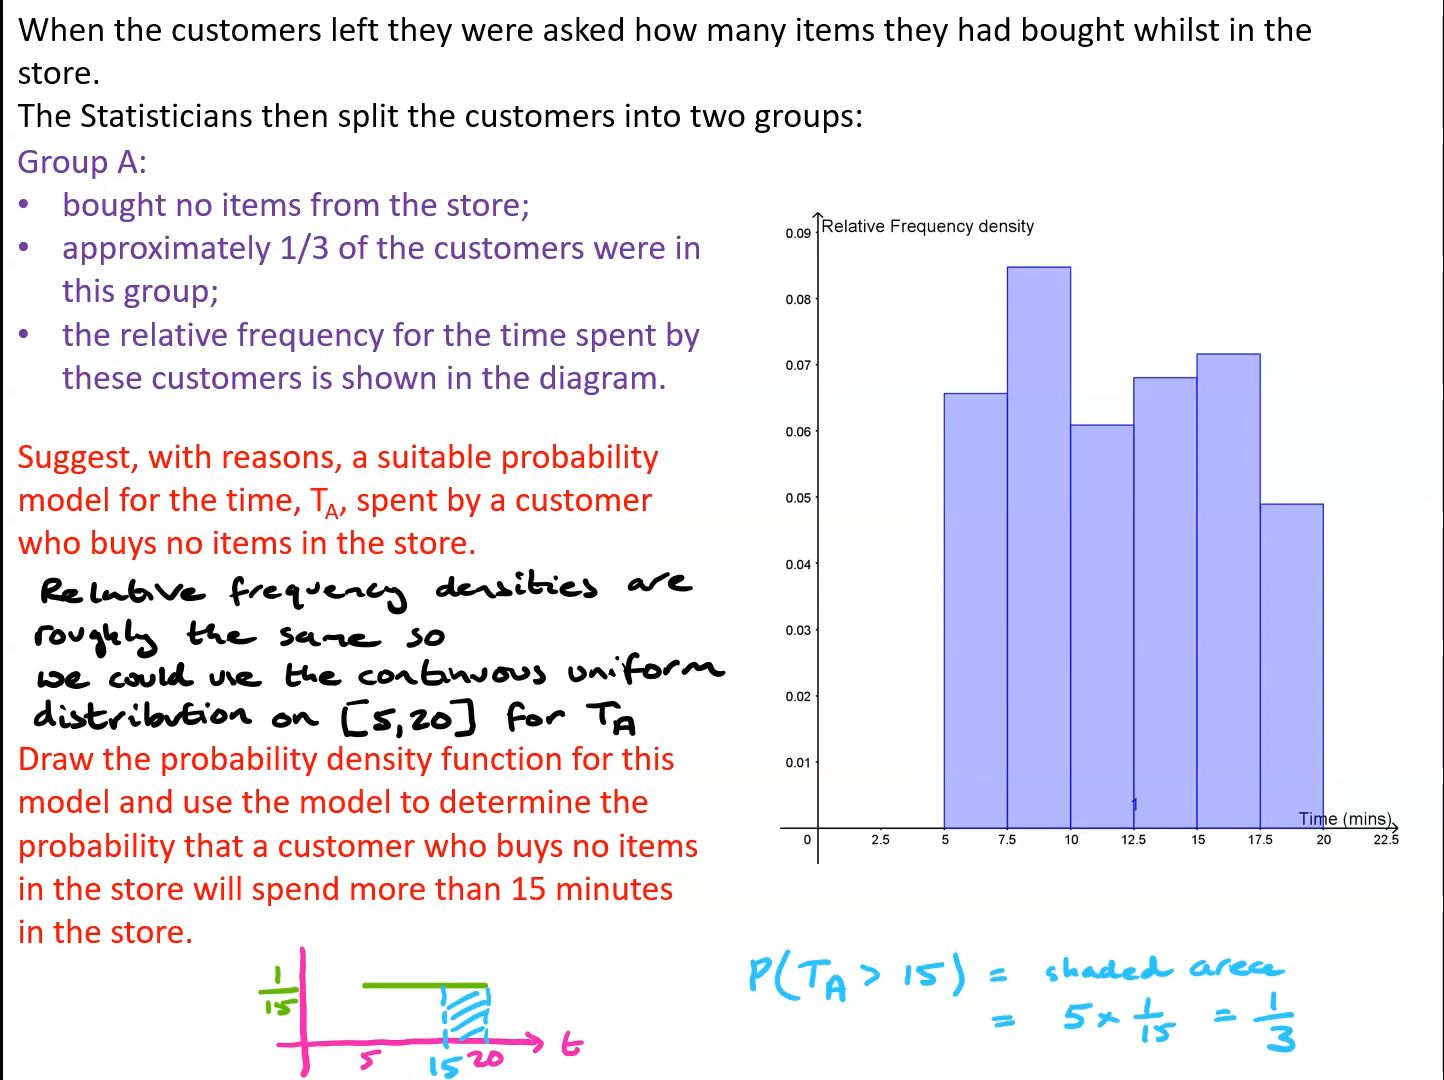 When the customers left they were asked how many items they had bought whilst in the
store.
The Statisticians then split the customers into two groups:
Group A:
• bought no items from the store;
• approximately 1/3 of the customers were in
this group;
• the relative frequency for the time spent by
these customers is shown in the diagram.
Suggest, with reasons, a suitable probability
model for the time, T_A, spent by a customer
who buys no items in the store.
Relative frequency densities are
roughly the same so
we could use the continuous uniform
distribution on [5,20] for T_A
Draw the probability density function for this
model and use the model to determine the
probability that a customer who buys no items
in the store will spend more than 15 minutes
in the store.
1/15
5
15
20
t
Relative Frequency density
0.09
0.08
0.07
0.06
0.05
0.04
0.03
0.02
0.01
1
Time (mins)
0 2.5 5 7.5 10 12.5 15 17.5 20 22.5
P(T_A > 15) = shaded area
= 5 × 1/15 = 1/3